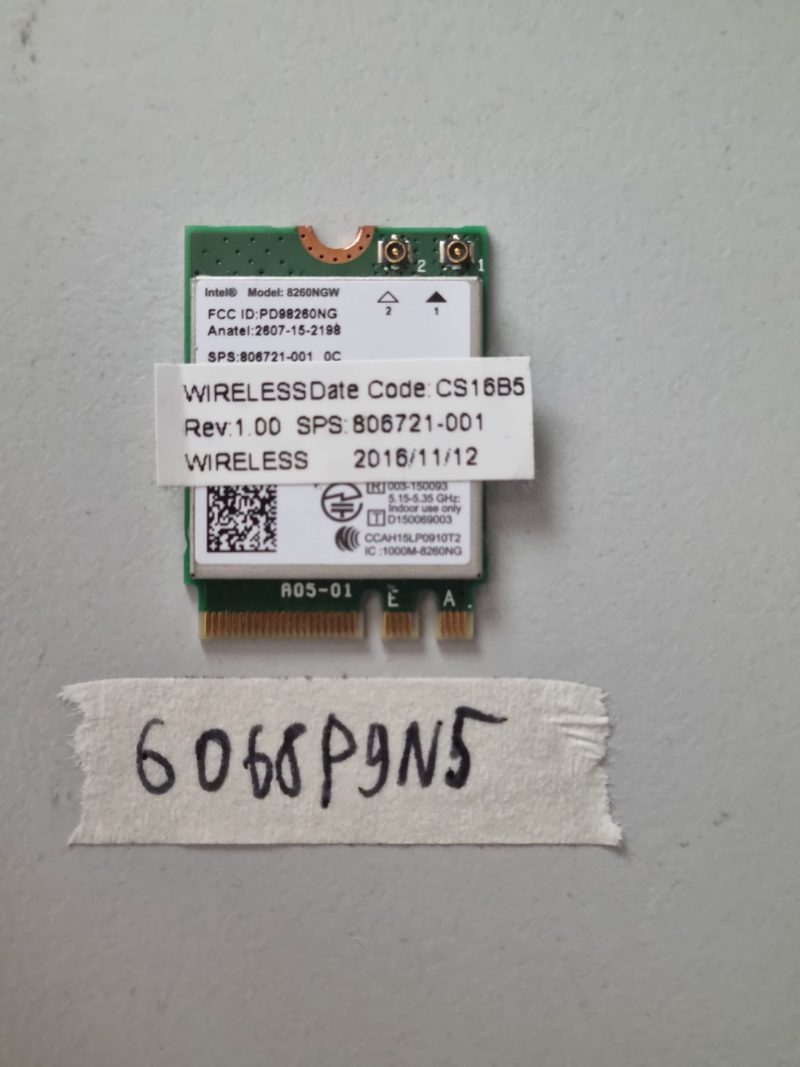 2 1
Intel® Model: 8260NGW
2 1
FCC ID:PD98260NG
Anatel:2607-15-2198
SPS:806721-001 0C
WIRELESSDate Code:CS16B5
Rev:1.00 SPS:806721-001
WIRELESS 2016/11/12
R 003-150093
5.15-5.35 GHz:
Indoor use only
T D150069003
CCAH15LP0910T2
IC :1000M-8260NG
A05-01 E A
6068P9N5